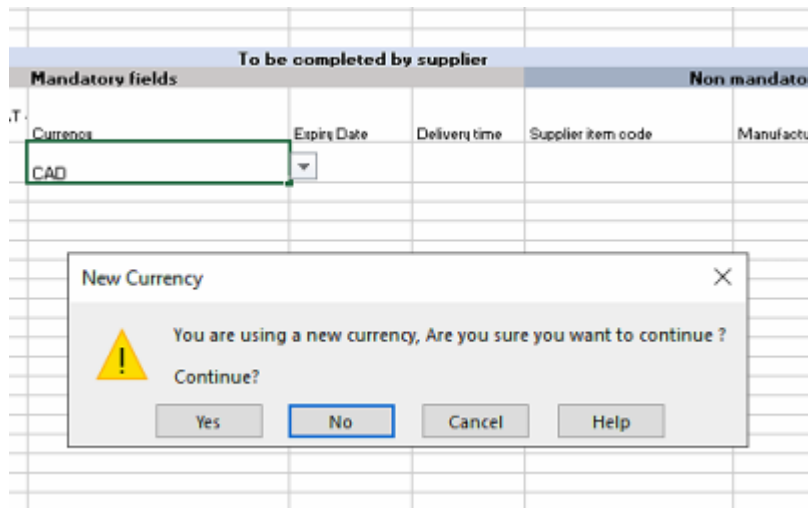 To be completed by supplier
Mandatory fields
Non mandato
.T.
Currency
Expiry Date
Delivery time
Supplier item code
Manufactu
CAD
New Currency
You are using a new currency, Are you sure you want to continue ?
Continue?
Yes
No
Cancel
Help